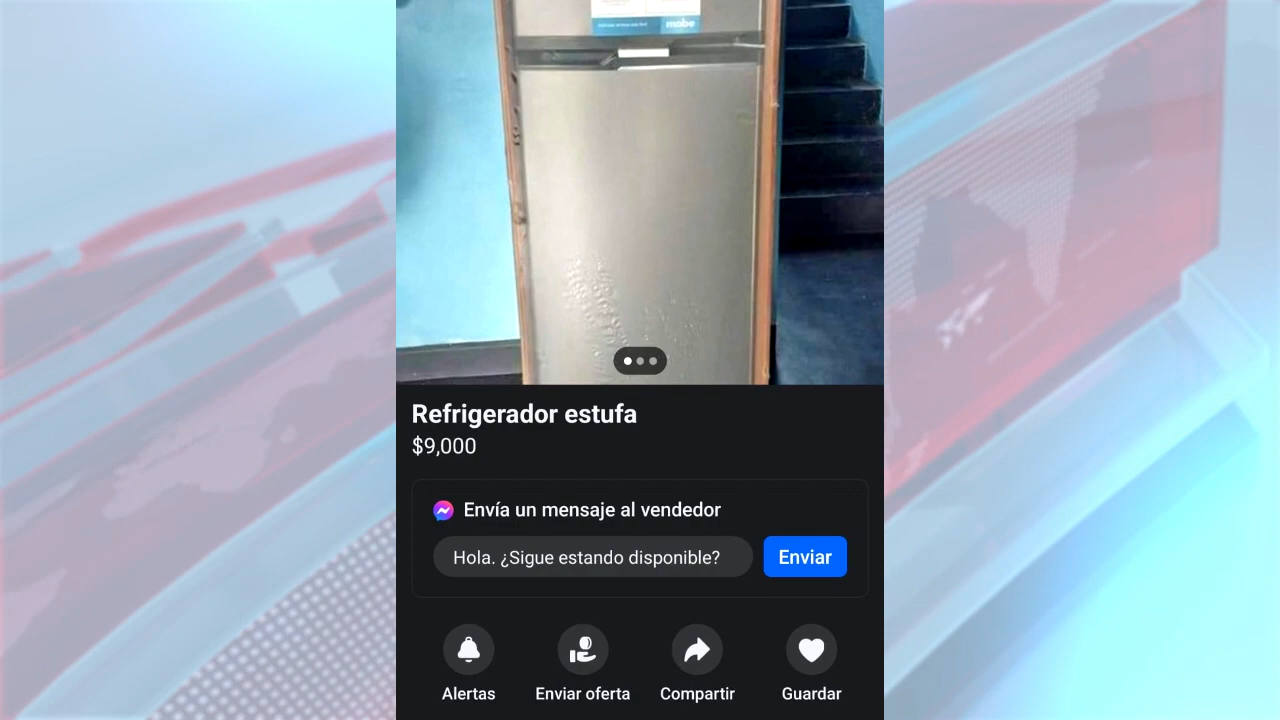 mabe
Refrigerador estufa
$9,000
Envía un mensaje al vendedor
Hola. ¿Sigue estando disponible?
Enviar
Alertas
Enviar oferta
Compartir
Guardar